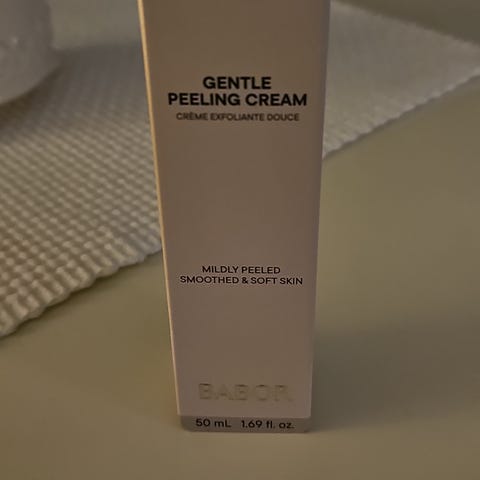 GENTLE
PEELING CREAM
CRÈME EXFOLIANTE DOUCE
MILDLY PEELED
SMOOTHED & SOFT SKIN
BABOR
50 mL 1.69 fl. oz.